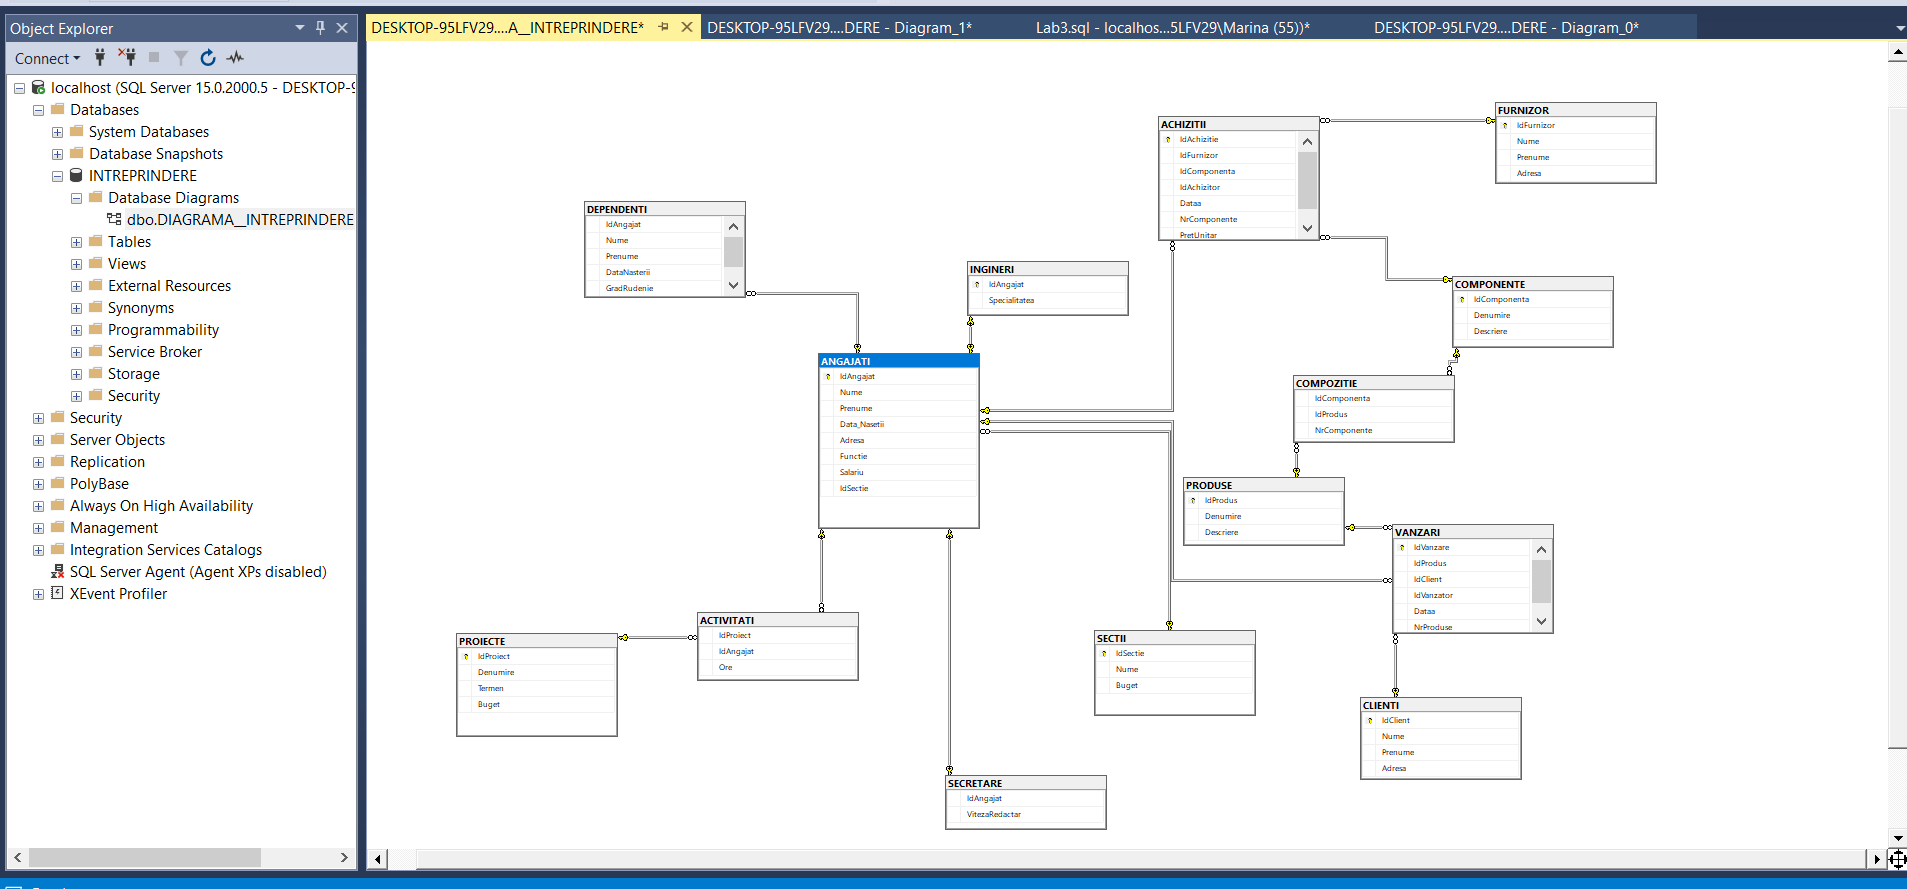 Object Explorer
Connect
localhost (SQL Server 15.0.2000.5 - DESKTOP-9
Databases
System Databases
Database Snapshots
INTREPRINDERE
Database Diagrams
dbo.DIAGRAMA__INTREPRINDERE
Tables
Views
External Resources
Synonyms
Programmability
Service Broker
Storage
Security
Security
Server Objects
Replication
PolyBase
Always On High Availability
Management
Integration Services Catalogs
SQL Server Agent (Agent XPs disabled)
XEvent Profiler
DESKTOP-95LFV29....A__INTREPRINDERE*
DESKTOP-95LFV29....DERE - Diagram_1*
Lab3.sql - localhos...5LFV29\Marina (55))*
DESKTOP-95LFV29....DERE - Diagram_0*
DEPENDENTI
IdAngajat
Nume
Prenume
DataNasterii
GradRudenie
INGINERI
IdAngajat
Specialitatea
ACHIZITII
IdAchizitie
IdFurnizor
IdComponenta
IdAchizitor
Dataa
NrComponente
PretUnitar
FURNIZOR
IdFurnizor
Nume
Prenume
Adresa
COMPONENTE
IdComponenta
Denumire
Descriere
ANGAJATI
IdAngajat
Nume
Prenume
Data_Nasetii
Adresa
Functie
Salariu
IdSectie
COMPOZITIE
IdComponenta
IdProdus
NrComponente
PRODUSE
IdProdus
Denumire
Descriere
VANZARI
IdVanzare
IdProdus
IdClient
IdVanzator
Dataa
NrProduse
PROIECTE
IdProiect
Denumire
Termen
Buget
ACTIVITATI
IdProiect
IdAngajat
Ore
SECTII
IdSectie
Nume
Buget
CLIENTI
IdClient
Nume
Prenume
Adresa
SECRETARE
IdAngajat
VitezaRedactar